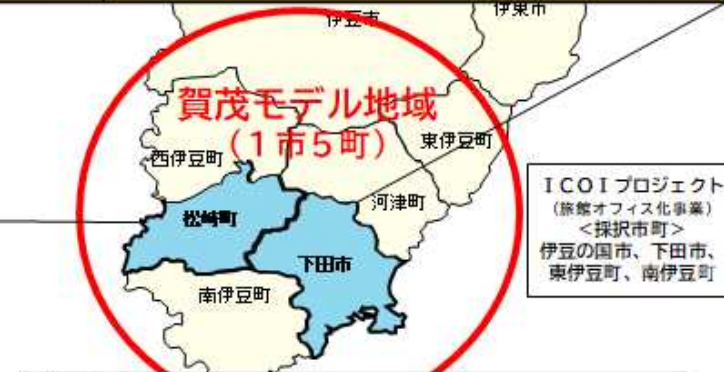 伊豆市
伊東市
賀茂モデル地域
（１市５町）
東伊豆町
西伊豆町
河津町
松崎町
下田市
南伊豆町
ＩＣＯＩプロジェクト
（旅館オフィス化事業）
＜採択市町＞
伊豆の国市、下田市、
東伊豆町、南伊豆町